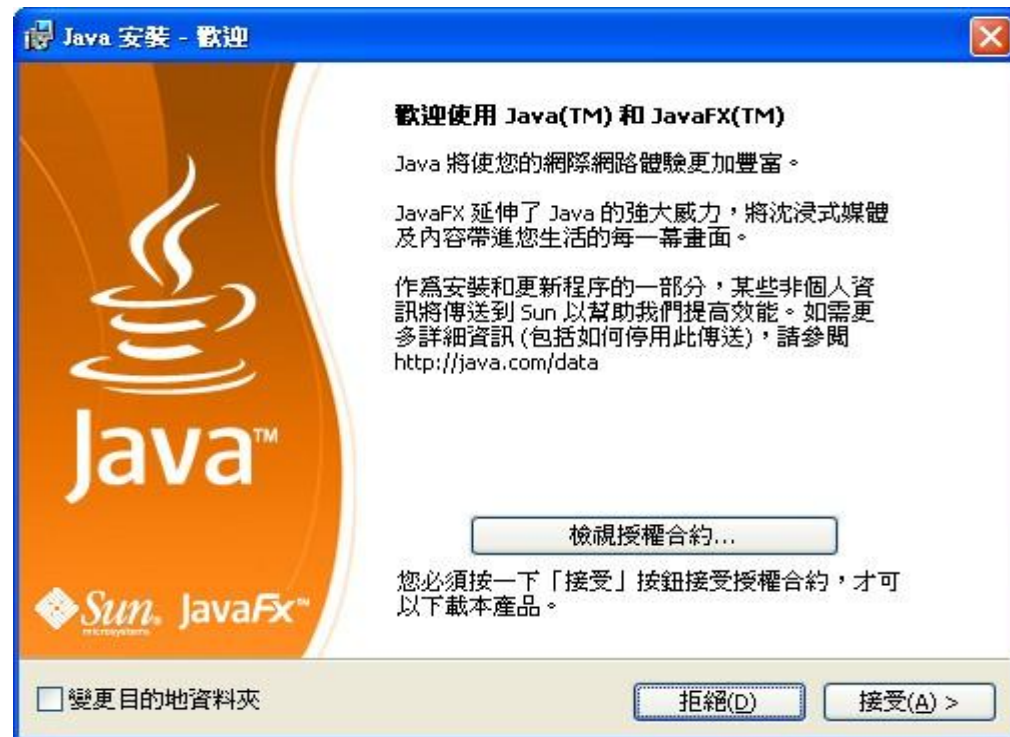 Java 安裝 - 歡迎
歡迎使用 Java(TM) 和 JavaFX(TM)
Java 將使您的網際網路體驗更加豐富。
JavaFX 延伸了 Java 的強大威力，將沈浸式媒體
及內容帶進您生活的每一幕畫面。
作爲安裝和更新程序的一部分，某些非個人資
訊將傳送到 Sun 以幫助我們提高效能。如需更
多詳細資訊 (包括如何停用此傳送)，請參閱
http://java.com/data
Java™
檢視授權合約...
您必須按一下「接受」按鈕接受授權合約，才可
以下載本產品。
Sun. JavaFx™
microsystems
變更目的地資料夾
拒絕(D)
接受(A) >